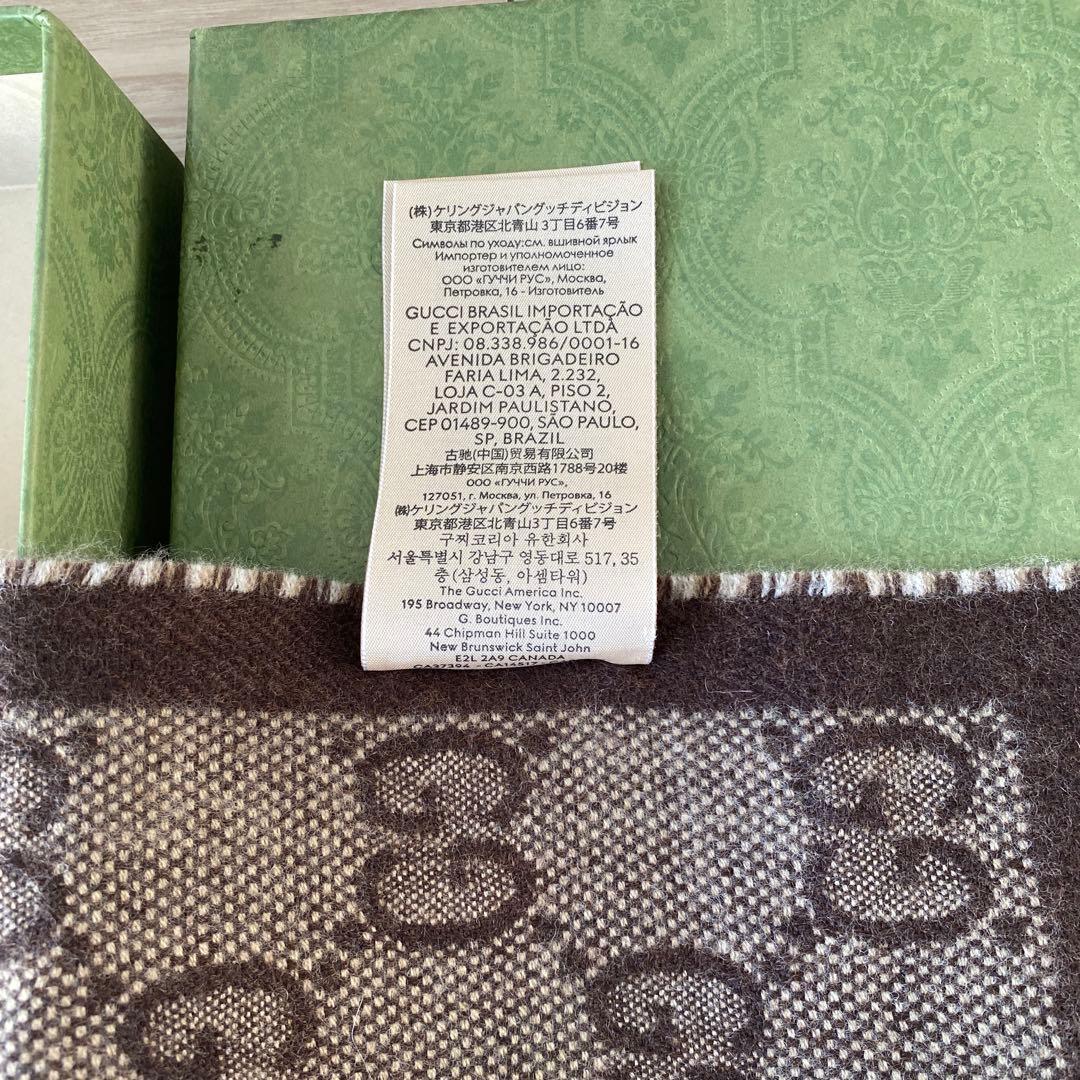 (株)ケリングジャパングッチディビジョン
東京都港区北青山3丁目6番7号
Символы по уходу:см. вшивной ярлык
Импортер и уполномоченное
изготовителем лицо:
ООО «ГУЧЧИ РУС», Москва,
Петровка, 16 - Изготовитель
GUCCI BRASIL IMPORTAÇÃO
E EXPORTAÇÃO LTDA
CNPJ: 08.338.986/0001-16
AVENIDA BRIGADEIRO
FARIA LIMA, 2.232,
LOJA C-03 A, PISO 2,
JARDIM PAULISTANO,
CEP 01489-900, SÃO PAULO,
SP, BRAZIL
古驰(中国)贸易有限公司
上海市静安区南京西路1788号20楼
ООО «ГУЧЧИ РУС»,
127051, г. Москва, ул. Петровка, 16
㈱ケリングジャパングッチディビジョン
東京都港区北青山3丁目6番7号
구찌코리아 유한회사
서울특별시 강남구 영동대로 517, 35
층(삼성동, 아셈타워)
The Gucci America Inc.
195 Broadway, New York, NY 10007
G. Boutiques Inc.
44 Chipman Hill Suite 1000
New Brunswick Saint John
E2L 2A9 CANADA
CA37394 -